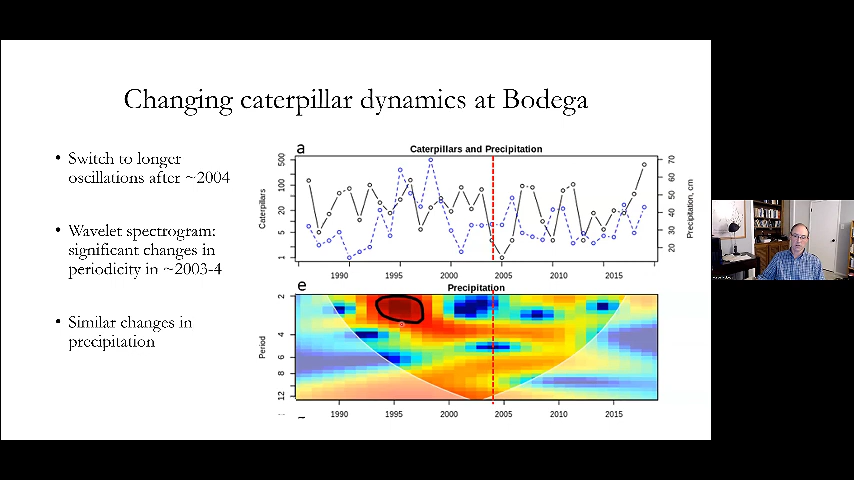 Changing caterpillar dynamics at Bodega
• Switch to longer
oscillations after ~2004
• Wavelet spectrogram:
significant changes in
periodicity in ~2003-4
• Similar changes in
precipitation
a
Caterpillars and Precipitation
Caterpillars
500
100
20
5
1
70
60
50
40
30
20
Precipitation, cm
1990 1995 2000 2005 2010 2015
e
Precipitation
Period
2
4
6
8
12
1990 1995 2000 2005 2010 2015